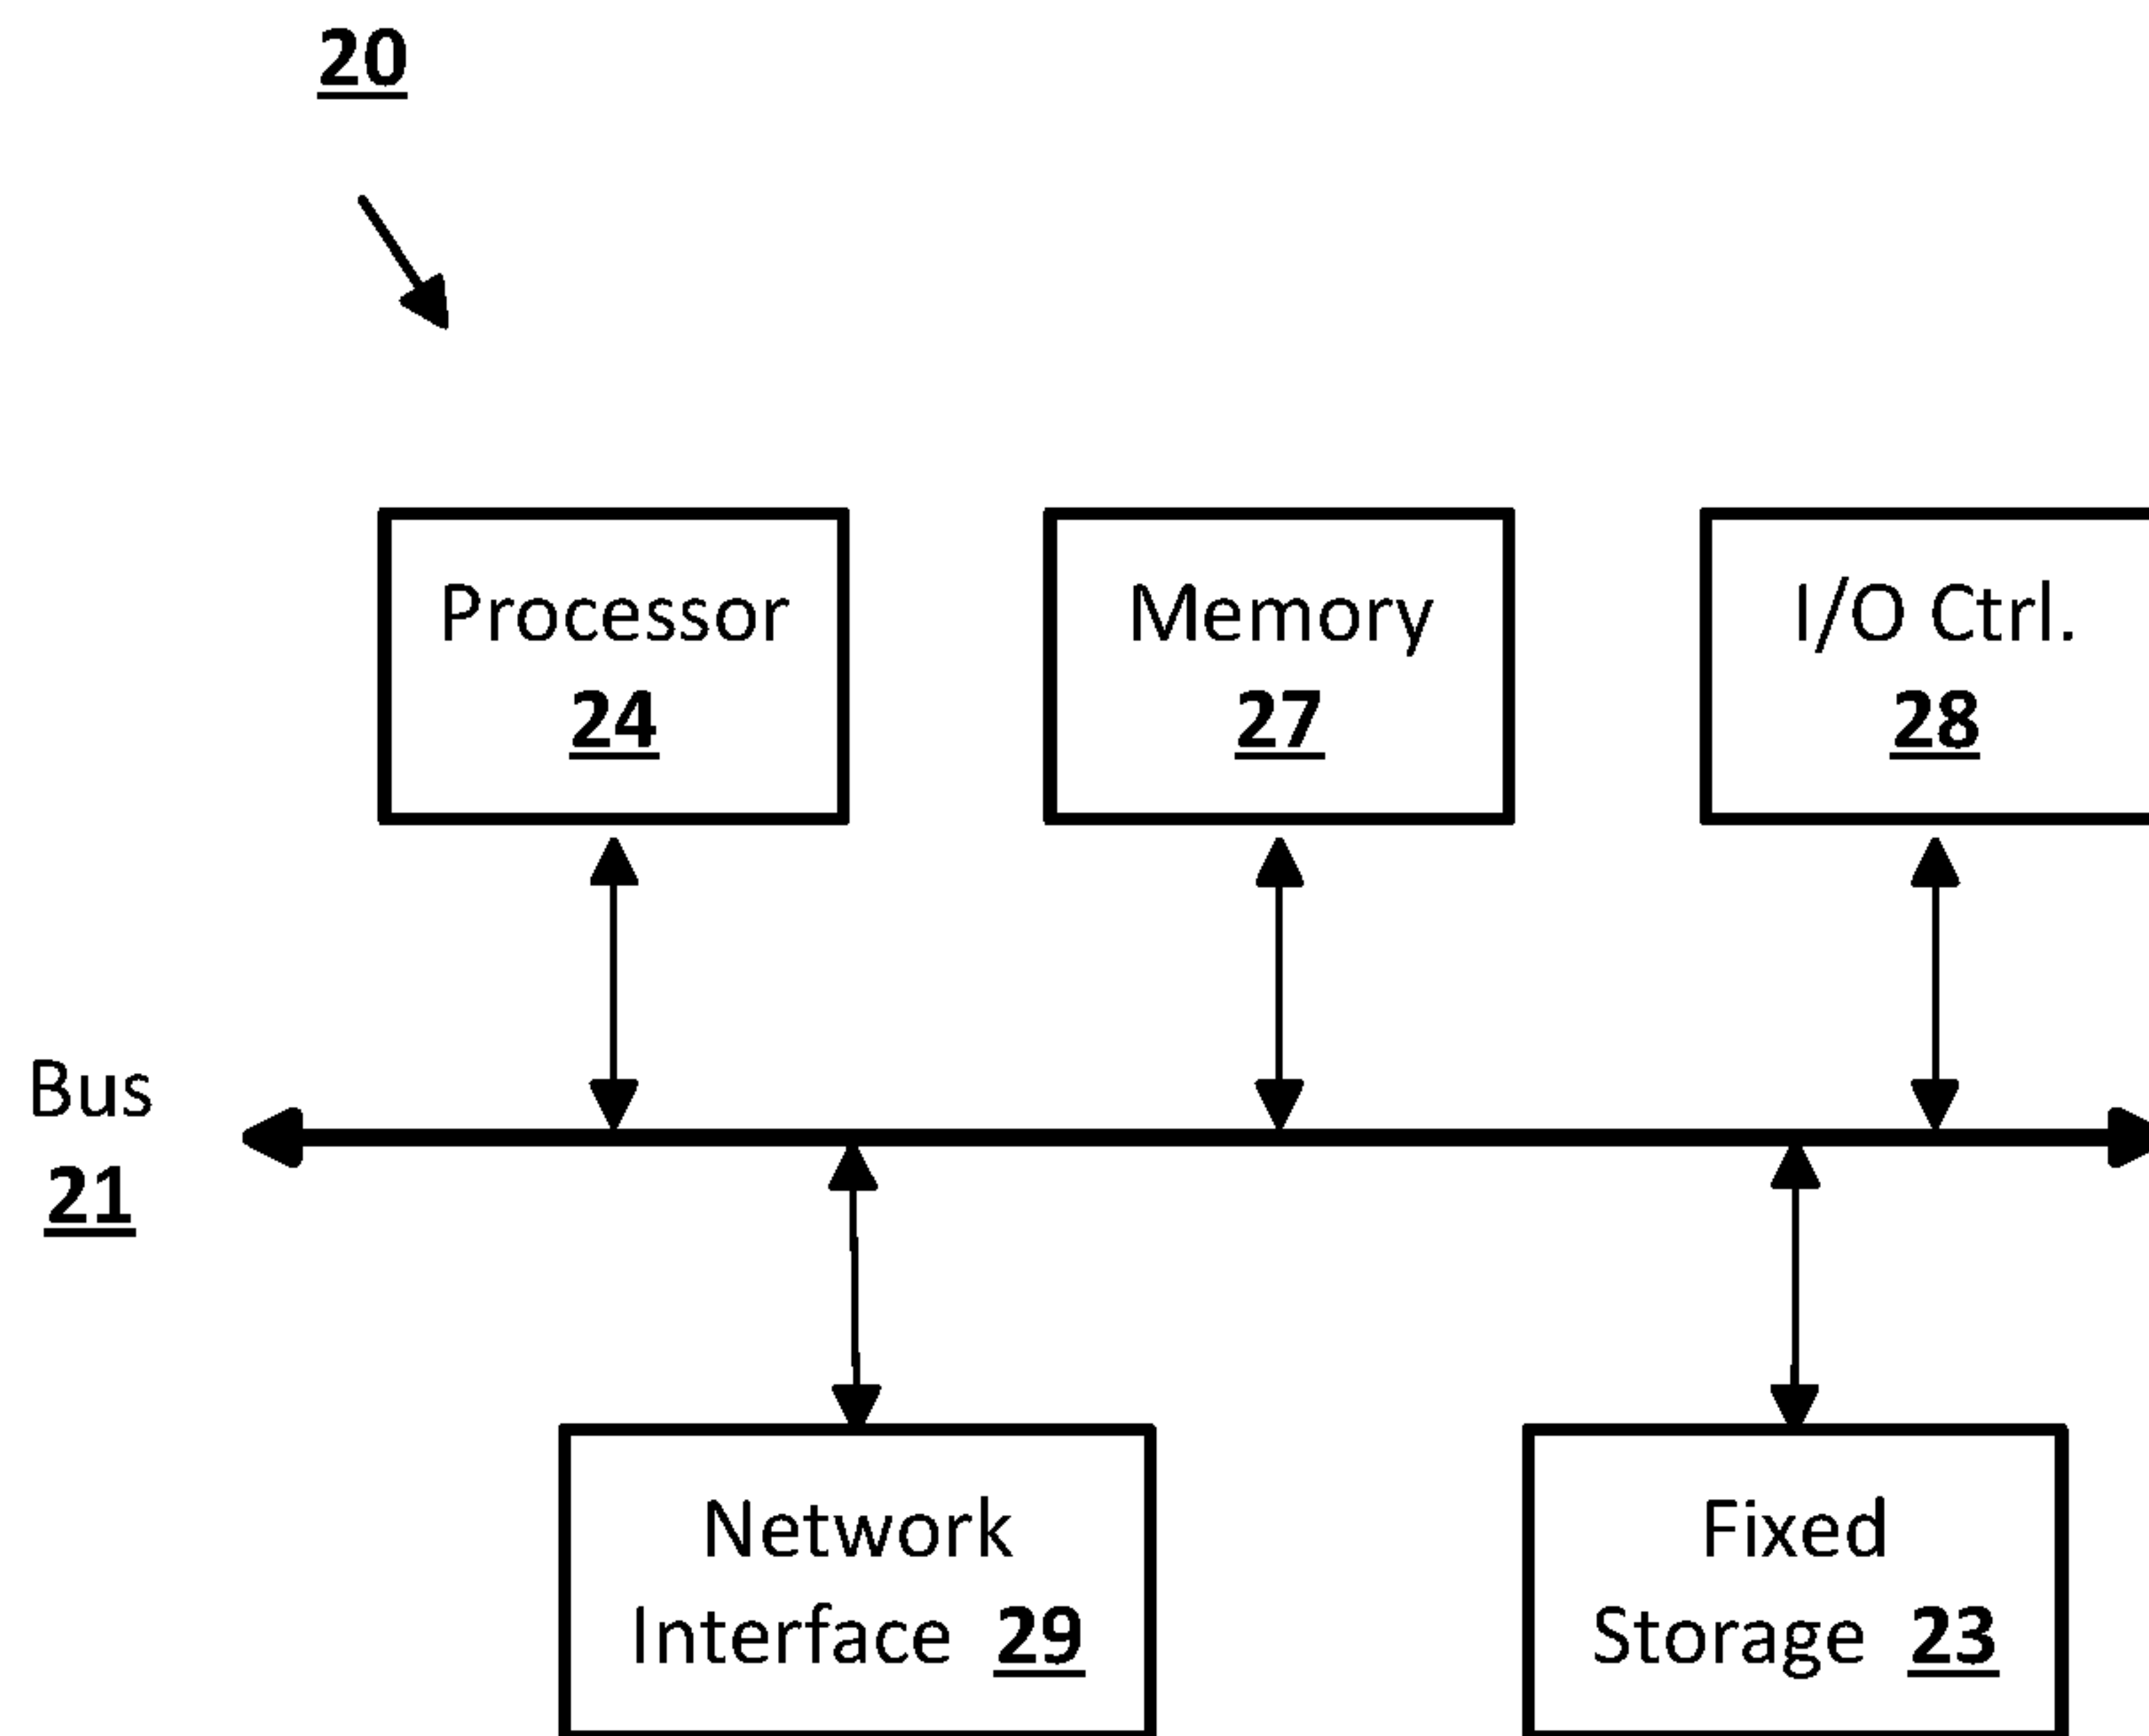 20
Processor
24
Memory
27
I/O Ctrl.
28
Bus
21
Network
Interface 29
Fixed
Storage 23